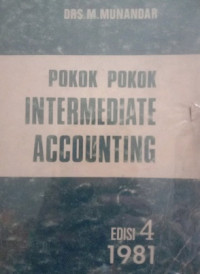 DRS. M. MUNANDAR
POKOK POKOK
INTERMEDIATE
ACCOUNTING
EDISI 4
1981